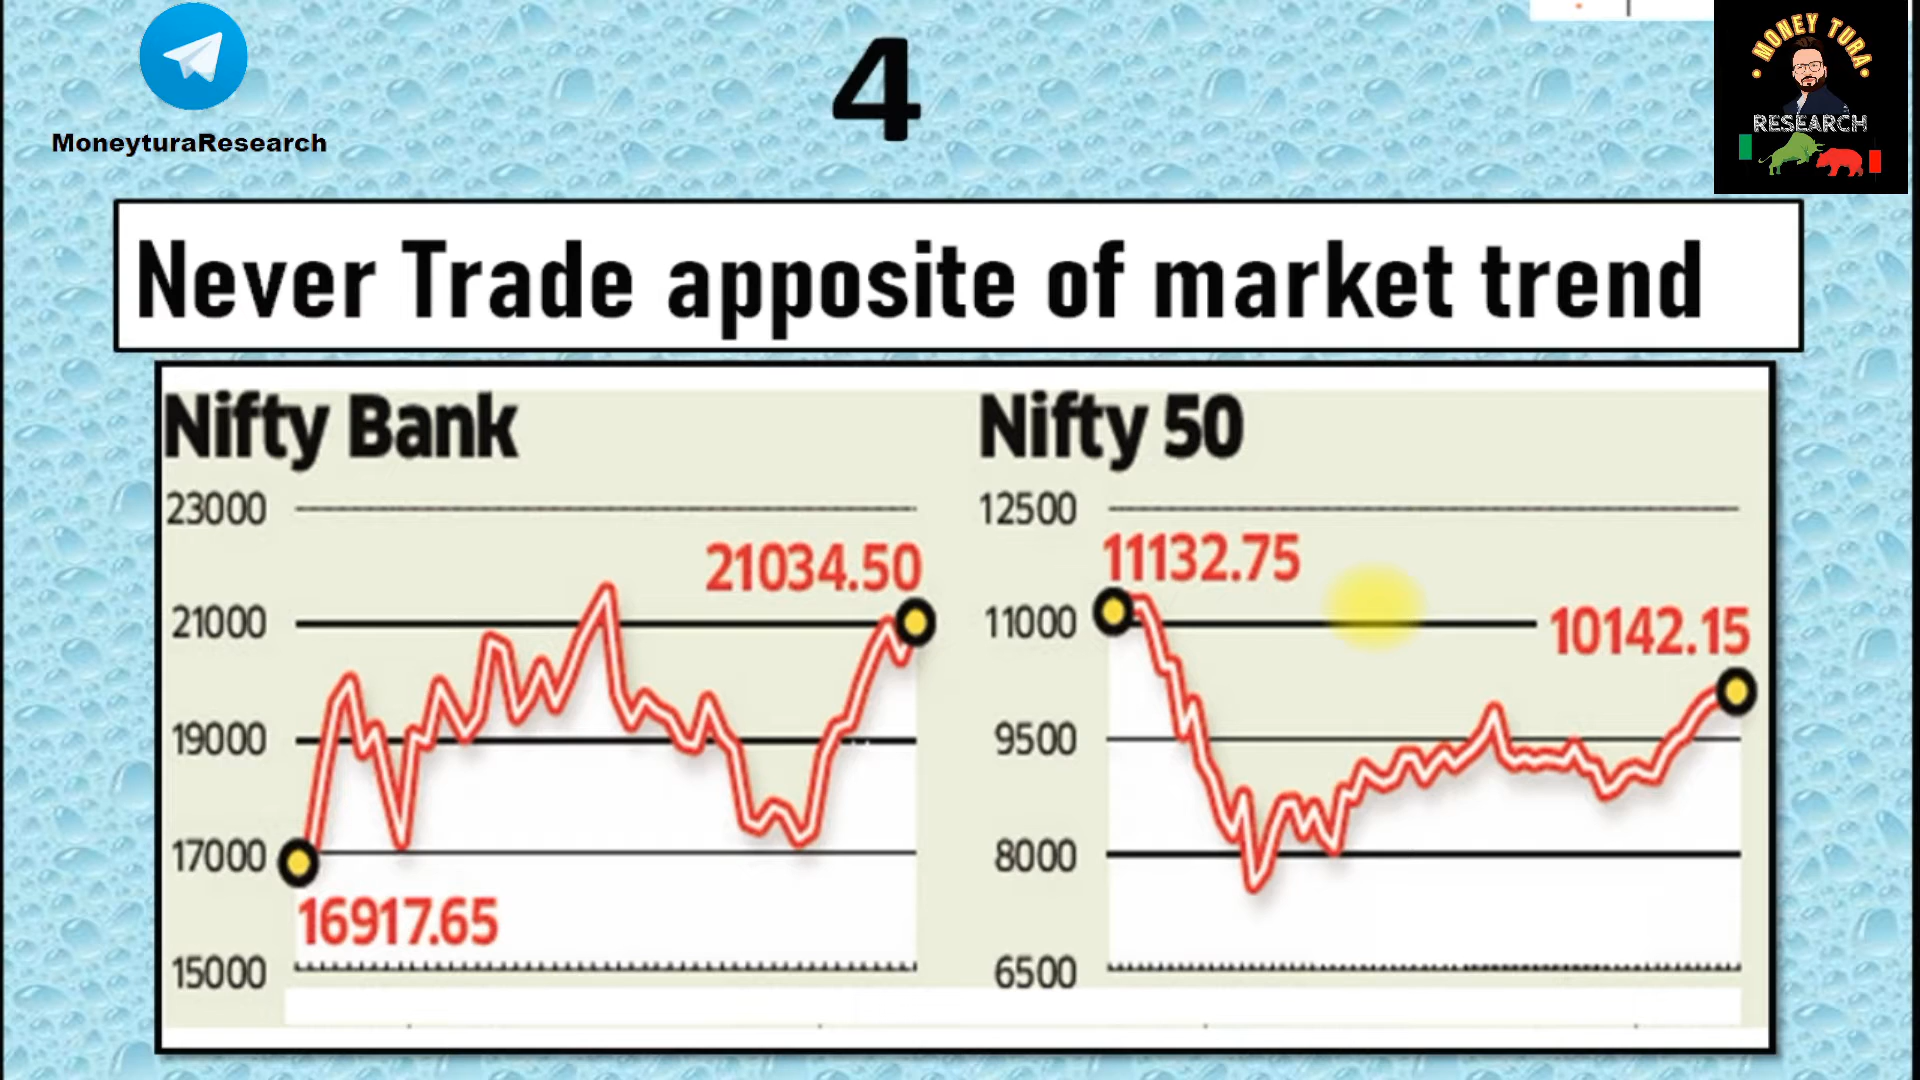 4
MoneyturaResearch
MONEY TURA
RESEARCH
Never Trade apposite of market trend
Nifty Bank
23000
21034.50
21000
19000
17000
16917.65
15000
Nifty 50
12500
11132.75
11000
10142.15
9500
8000
6500